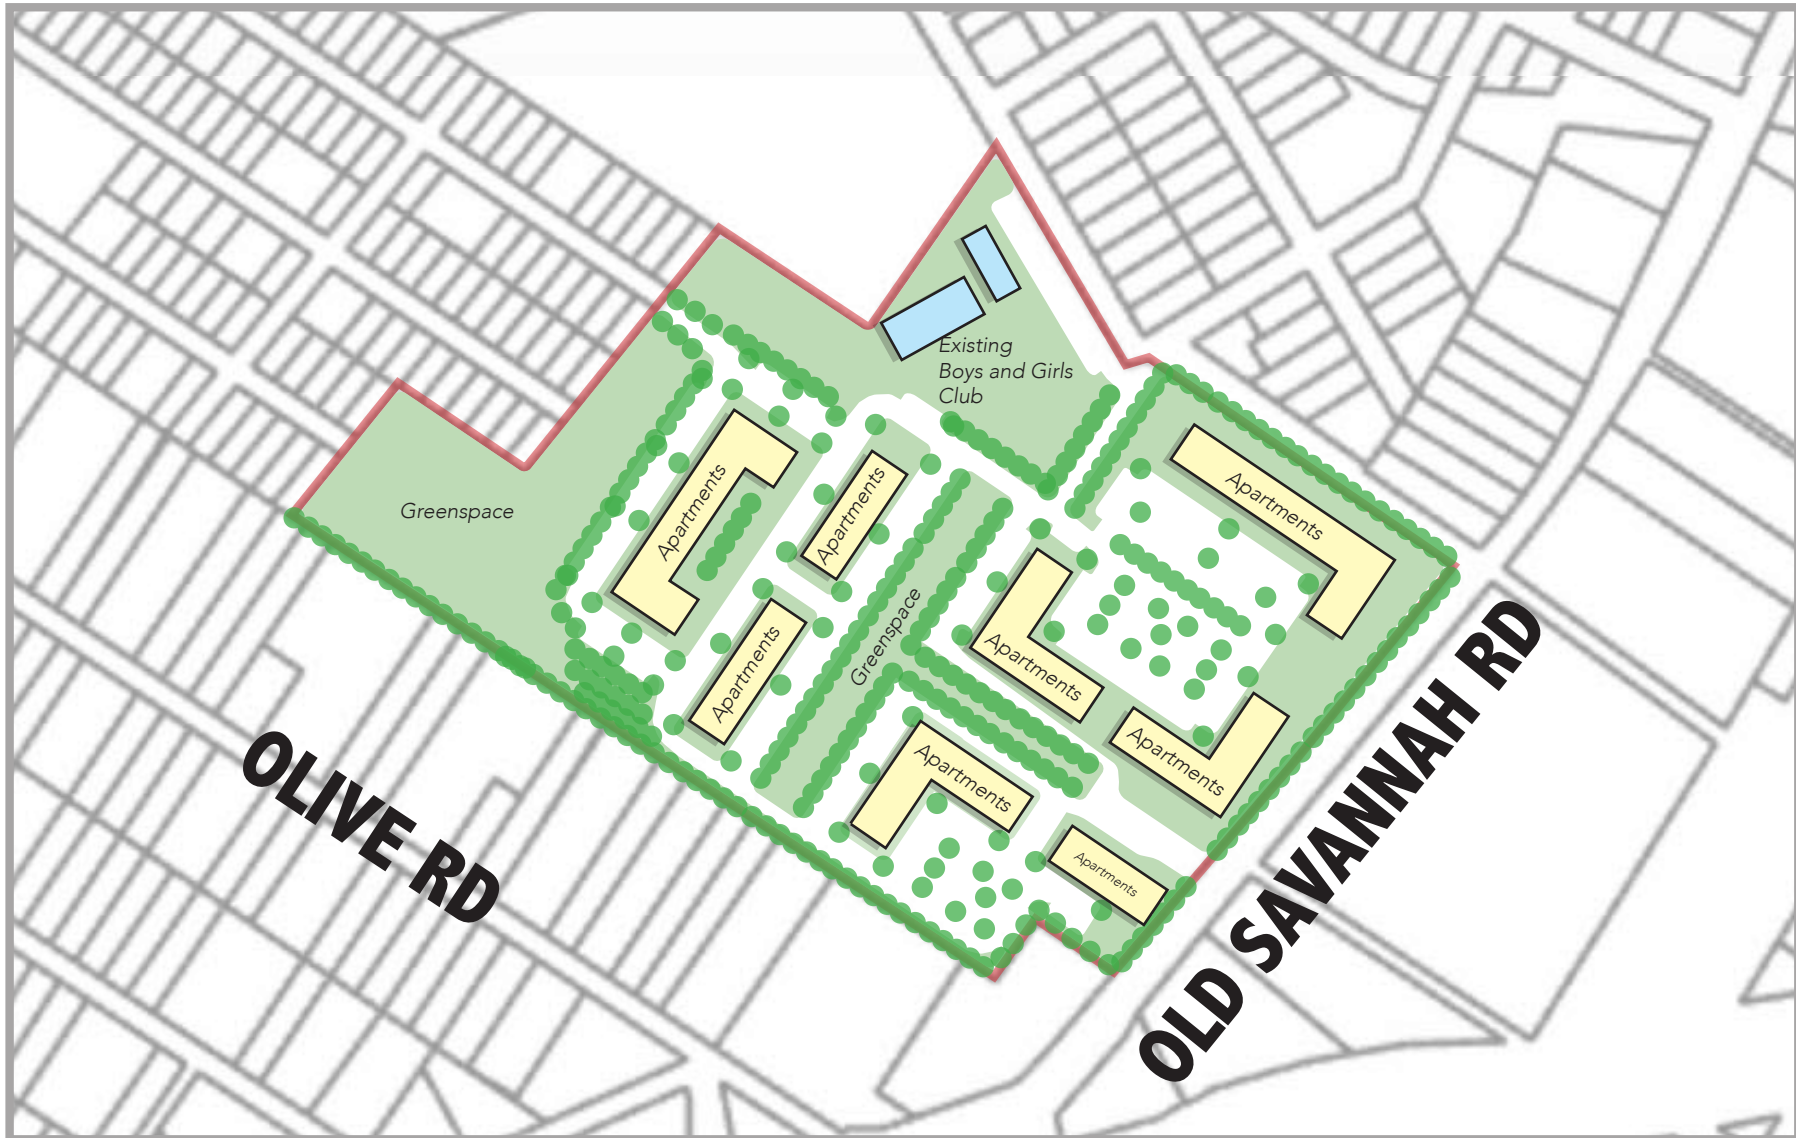 Existing
Boys and Girls
Club
Greenspace
Apartments
Apartments
Apartments
Apartments
Greenspace
Apartments
Apartments
Apartments
Apartments
OLIVE RD
OLD SAVANNAH RD